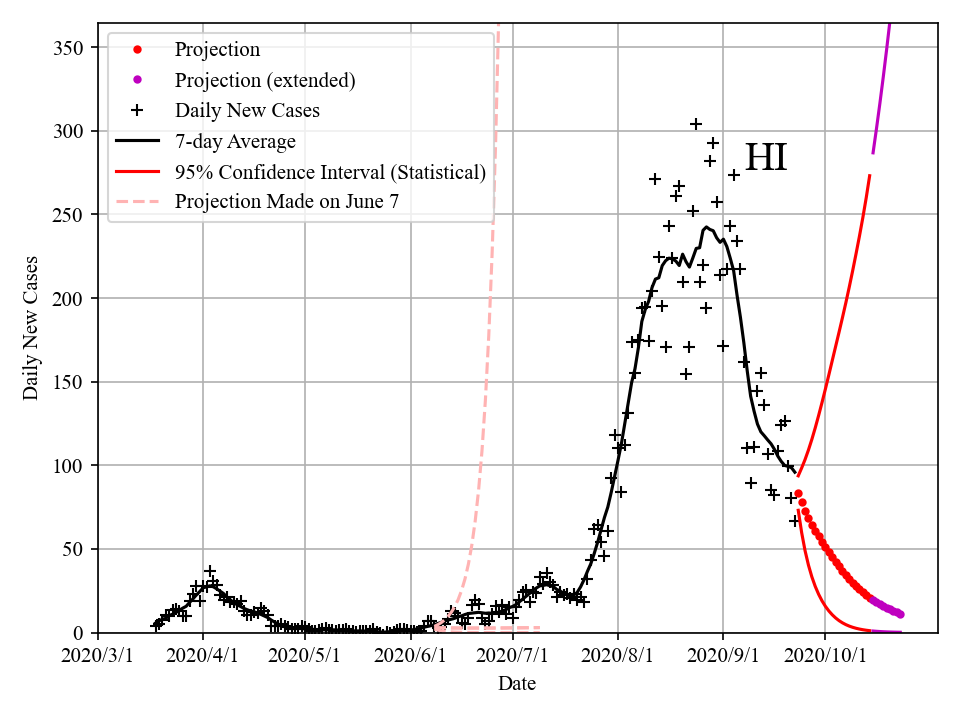 350
300
250
200
150
100
50
0
Daily New Cases
Projection
Projection (extended)
Daily New Cases
7-day Average
95% Confidence Interval (Statistical)
Projection Made on June 7
HI
2020/3/1 2020/4/1 2020/5/1 2020/6/1 2020/7/1 2020/8/1 2020/9/1 2020/10/1
Date